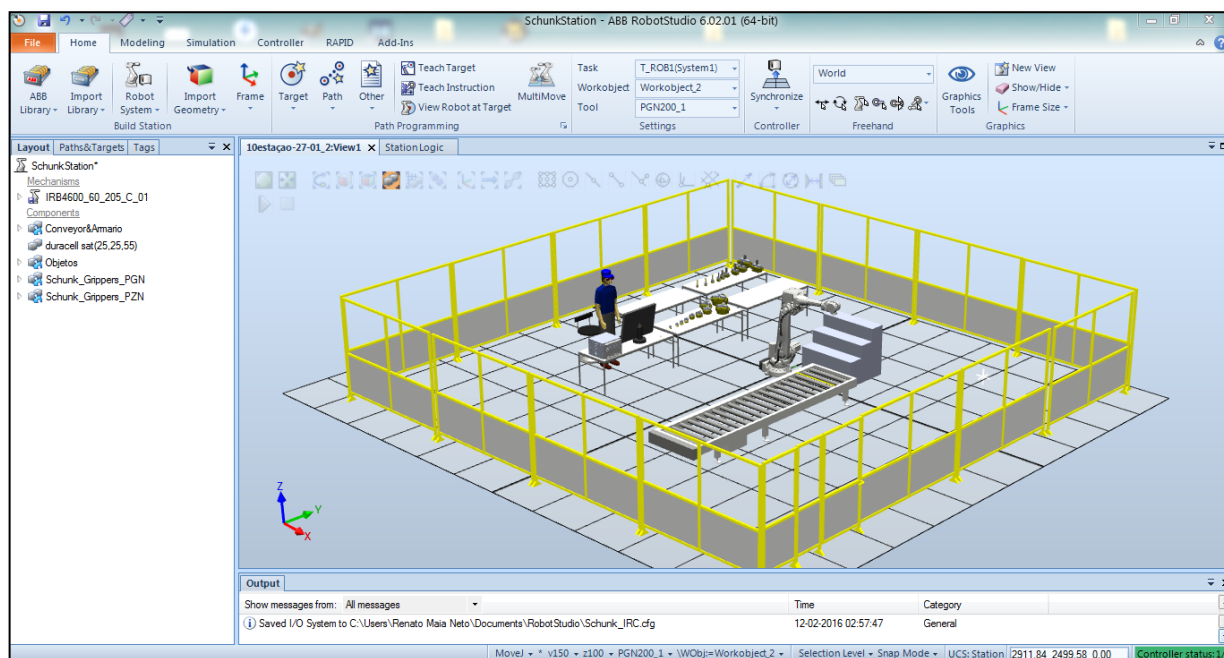 SchunkStation - ABB RobotStudio 6.02.01 (64-bit)
File Home Modeling Simulation Controller RAPID Add-Ins
ABB Library
Import Library
Robot System
Build Station
Import Geometry
Frame
Target
Path
Other
Teach Target
Teach Instruction
View Robot at Target
Path Programming
MultiMove
Task T_ROB1(System1)
Workobject Workobject_2
Tool PGN200_1
Settings
Synchronize
Controller
World
Freehand
Graphics Tools
New View
Show/Hide
Frame Size
Graphics
Layout Paths&Targets Tags
10estaçao-27-01_2:View1 Station Logic
SchunkStation*
Mechanisms
IRB4600_60_205_C_01
Components
Conveyor&Armario
duracell sat(25,25,55)
Objetos
Schunk_Grippers_PGN
Schunk_Grippers_PZN
Z
Y
X
Output
Show messages from: All messages Time Category
Saved I/O System to C:\Users\Renato Maia Neto\Documents\RobotStudio\Schunk_IRC.cfg 12-02-2016 02:57:47 General
MoveJ * v150 z100 PGN200_1 \WObj:=Workobject_2 Selection Level Snap Mode UCS: Station 2911.84 2499.58 0.00 Controller status: 1/